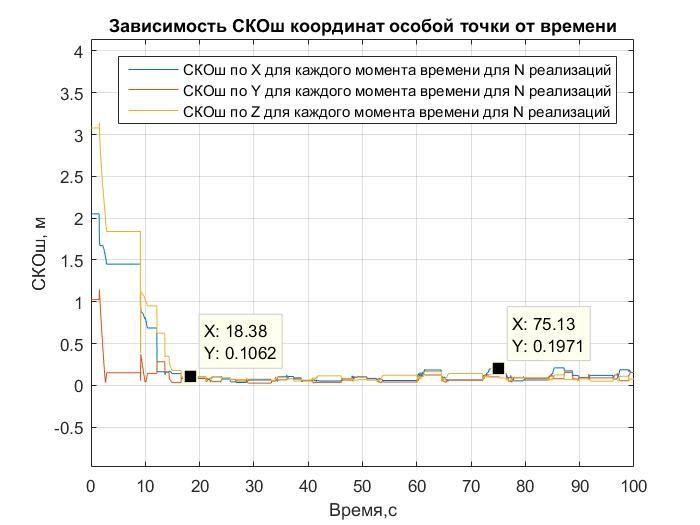 Зависимость СКОш координат особой точки от времени
СКОш по X для каждого момента времени для N реализаций
СКОш по Y для каждого момента времени для N реализаций
СКОш по Z для каждого момента времени для N реализаций
4
3.5
3
2.5
2
1.5
1
0.5
0
-0.5
СКОш, м
X: 18.38
Y: 0.1062
X: 75.13
Y: 0.1971
0 10 20 30 40 50 60 70 80 90 100
Время,с